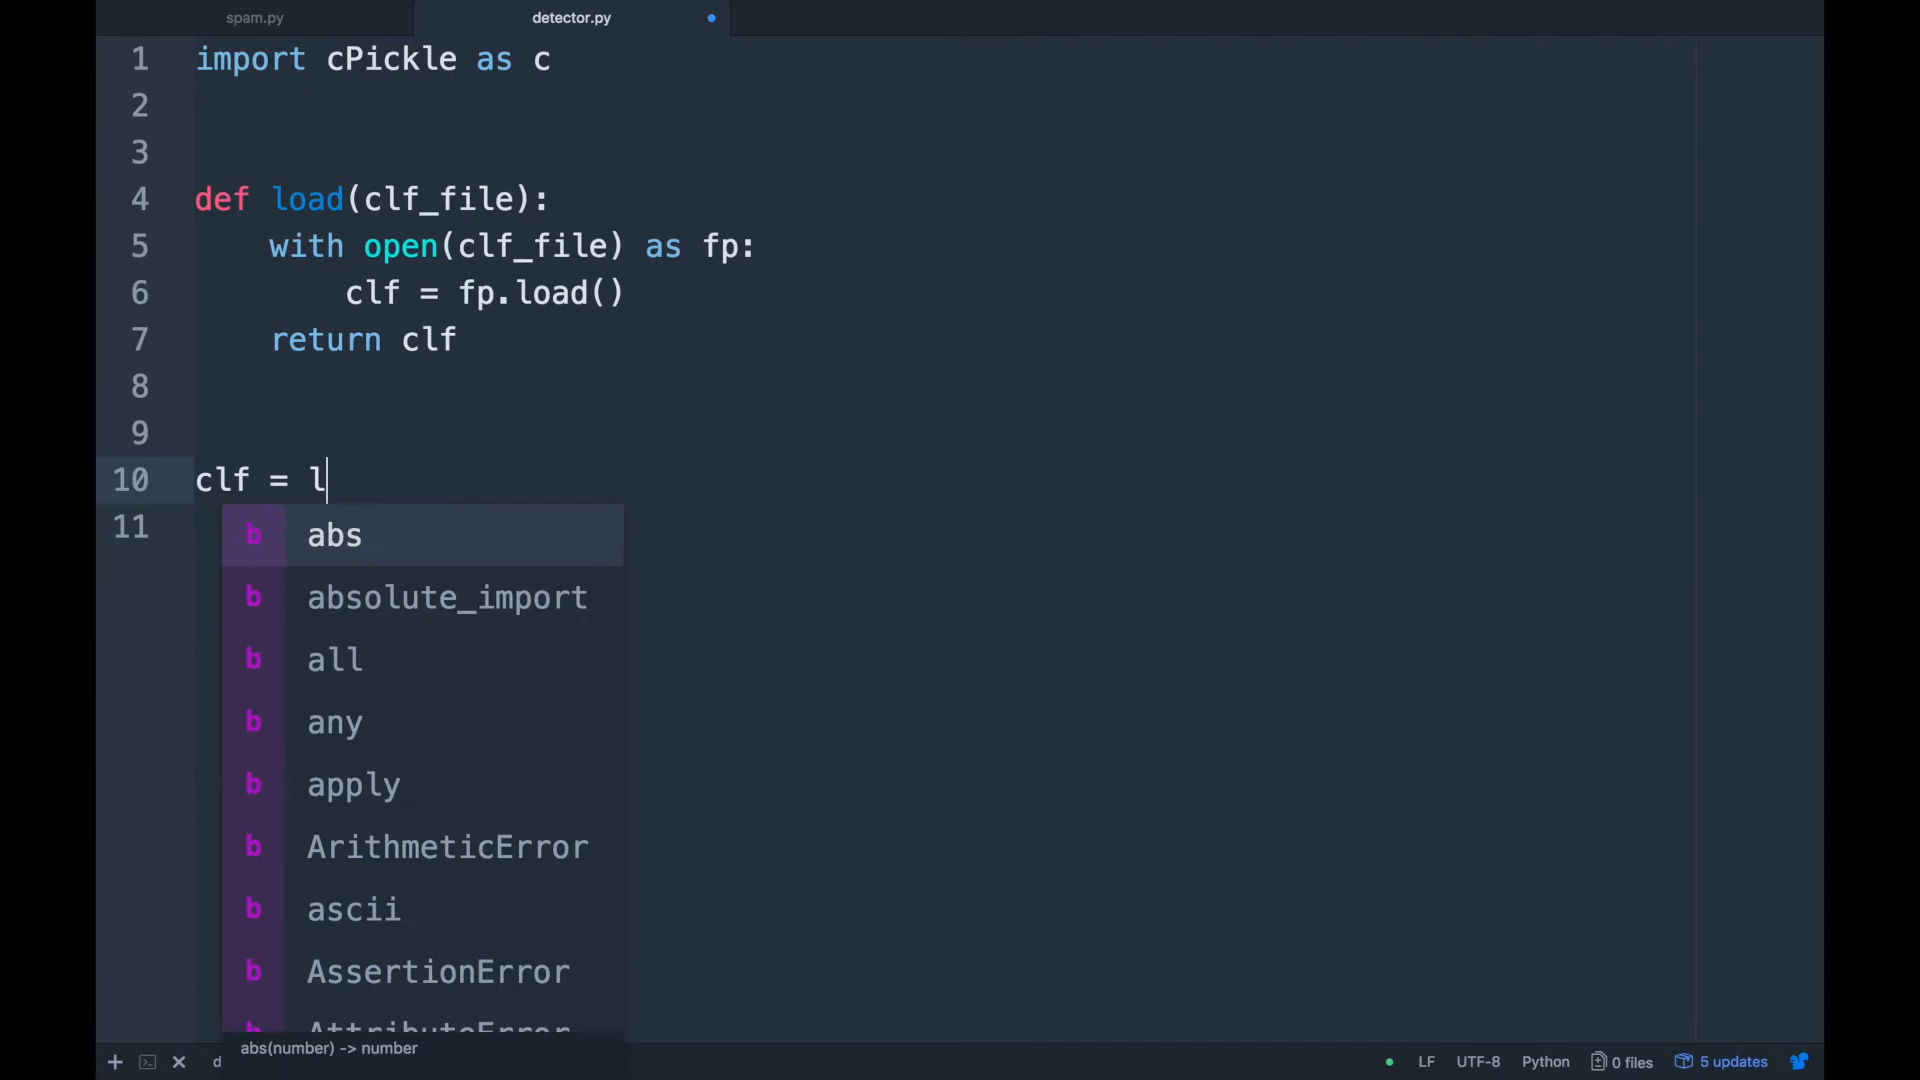 spam.py detector.py
1 import cPickle as c
2
3
4 def load(clf_file):
5 with open(clf_file) as fp:
6 clf = fp.load()
7 return clf
8
9
10 clf = l
11
b abs
b absolute_import
b all
b any
b apply
b ArithmeticError
b ascii
b AssertionError
b AttributeError
abs(number) -> number
d LF UTF-8 Python 0 files 5 updates